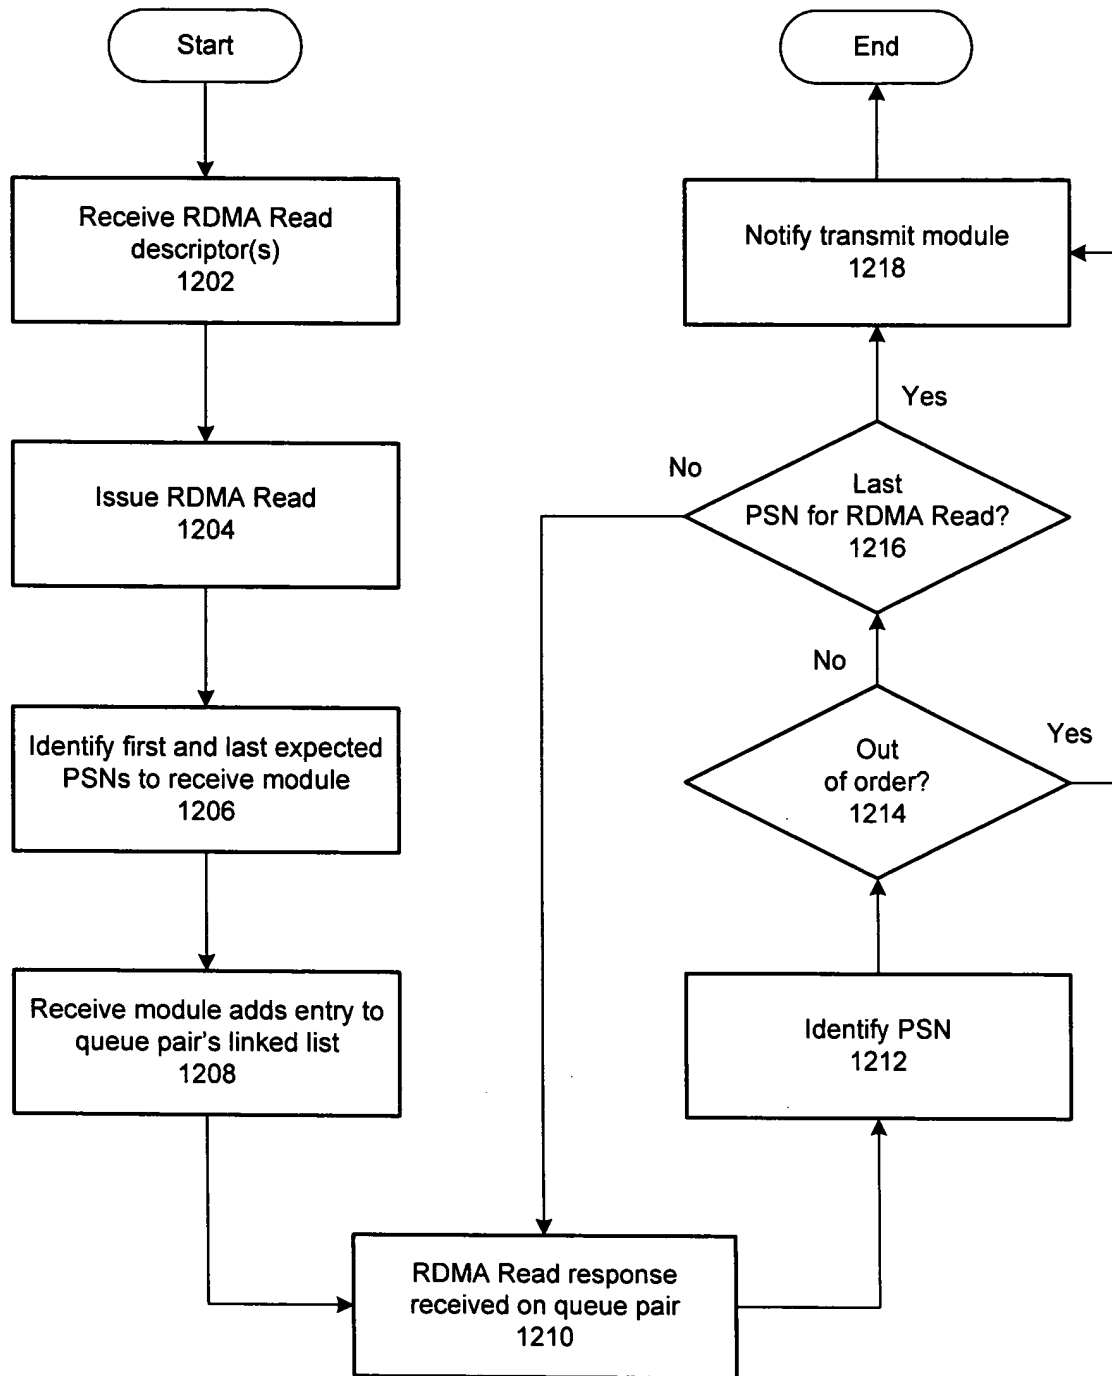 Start
Receive RDMA Read
descriptor(s)
1202
Issue RDMA Read
1204
Identify first and last expected
PSNs to receive module
1206
Receive module adds entry to
queue pair's linked list
1208
RDMA Read response
received on queue pair
1210
Identify PSN
1212
Out
of order?
1214
Yes
No
Last
PSN for RDMA Read?
1216
No
Yes
Notify transmit module
1218
End